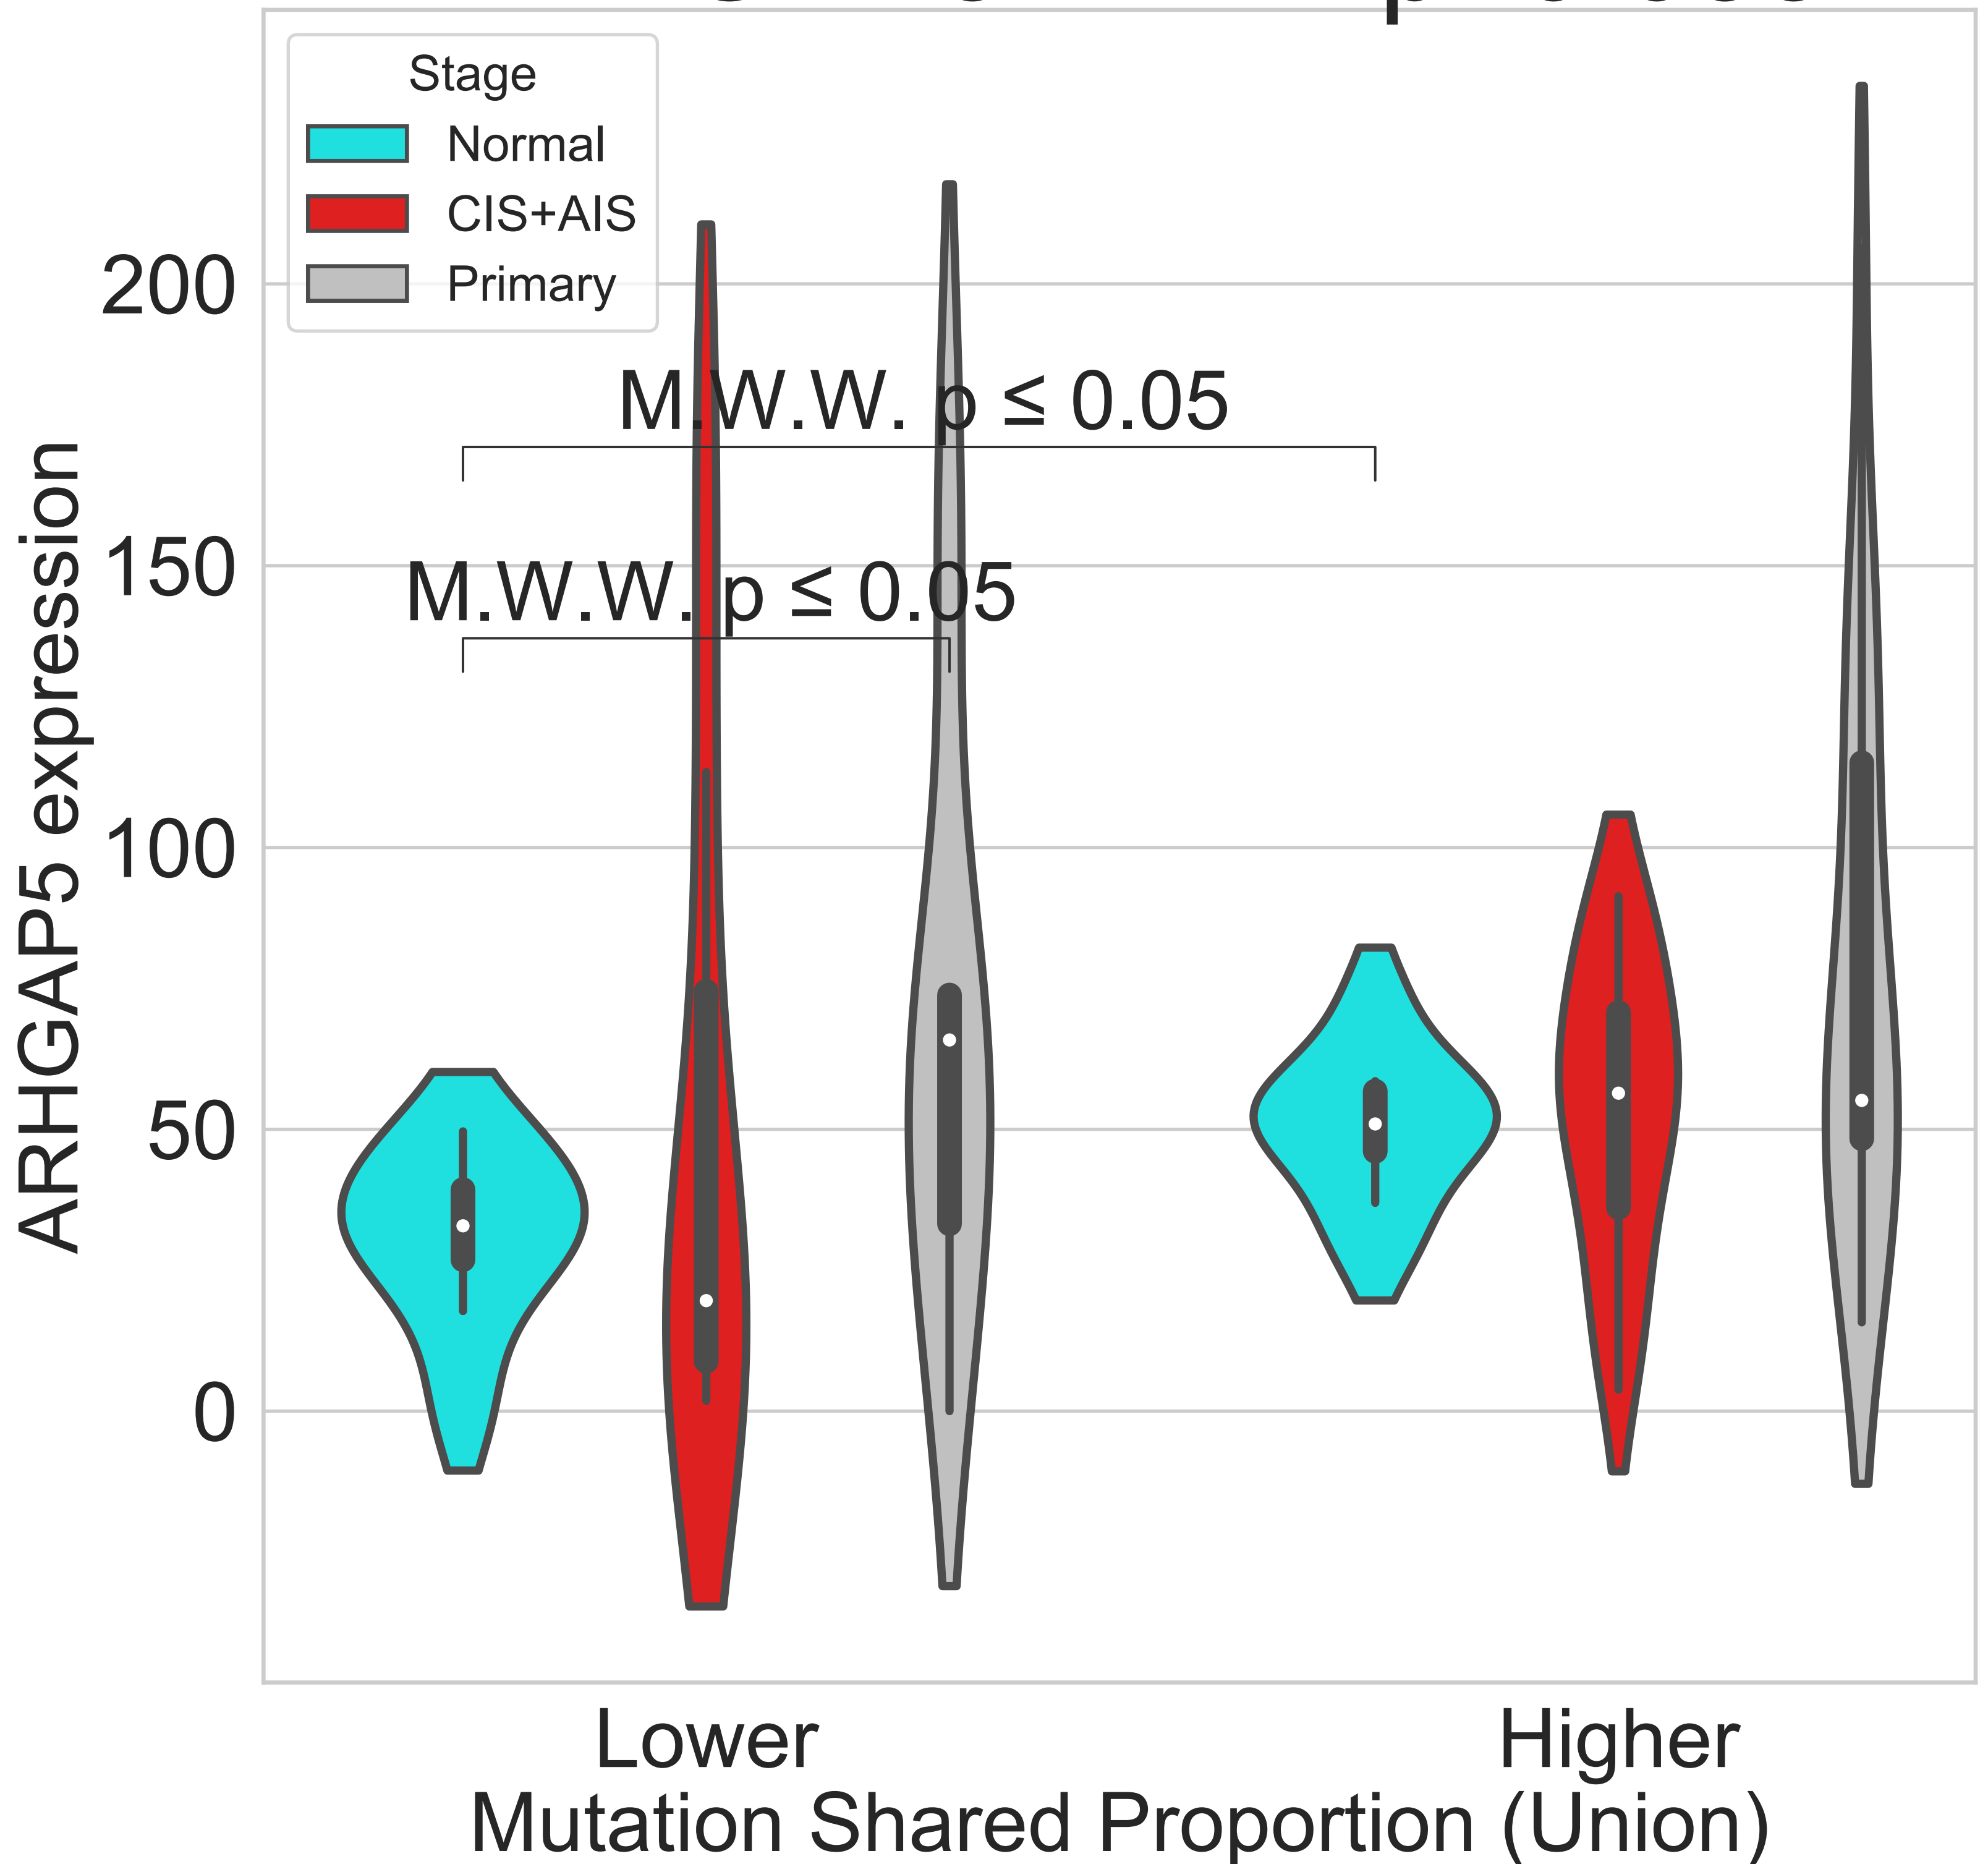 Stage
Normal
CIS+AIS
Primary
M.W.W. p ≤ 0.05
M.W.W. p ≤ 0.05
ARHGAP5 expression
200
150
100
50
0
Lower
Higher
Mutation Shared Proportion (Union)